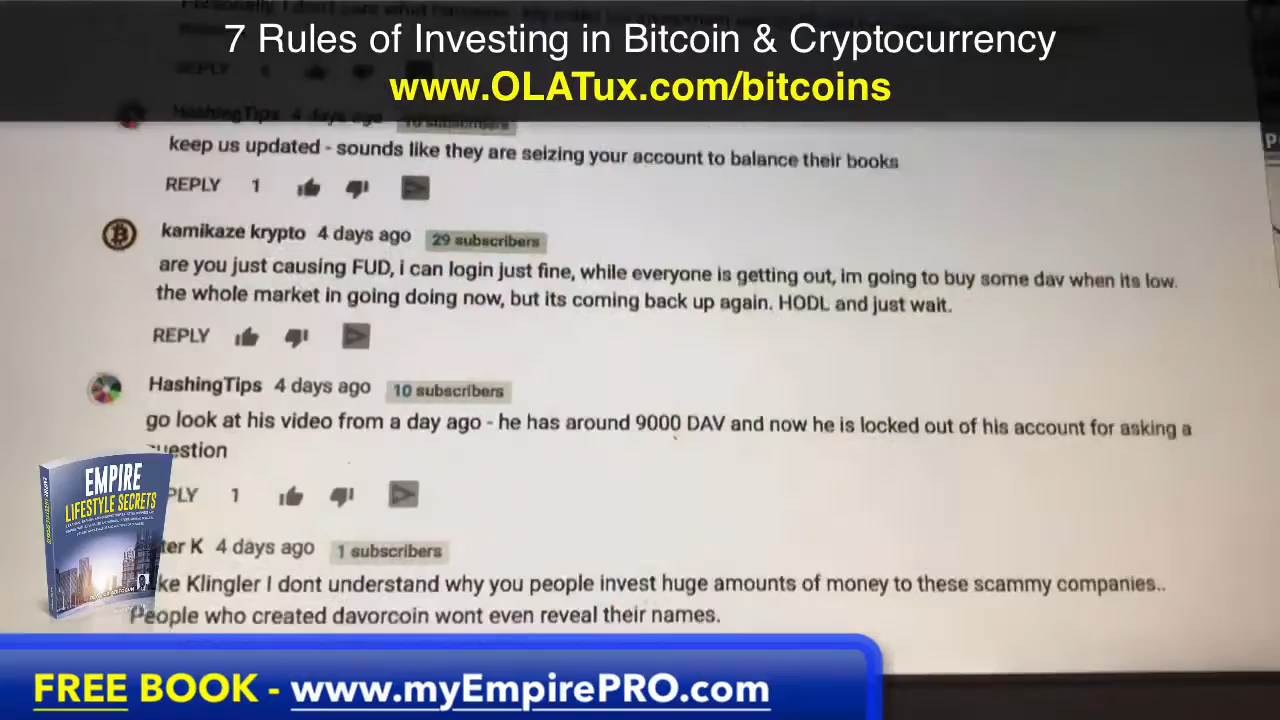 7 Rules of Investing in Bitcoin & Cryptocurrency
www.OLATux.com/bitcoins
REPLY
HashingTips 4 days ago 10 subscribers
keep us updated - sounds like they are seizing your account to balance their books
REPLY 1
kamikaze krypto 4 days ago 29 subscribers
are you just causing FUD, i can login just fine, while everyone is getting out, im going to buy some dav when its low.
the whole market in going doing now, but its coming back up again. HODL and just wait.
REPLY
HashingTips 4 days ago 10 subscribers
go look at his video from a day ago - he has around 9000 DAV and now he is locked out of his account for asking a
uestion
PLY 1
ter K 4 days ago 1 subscribers
ke Klingler I dont understand why you people invest huge amounts of money to these scammy companies..
People who created davorcoin wont even reveal their names.
EMPIRE
LIFESTYLE SECRETS
FREE BOOK - www.myEmpirePRO.com